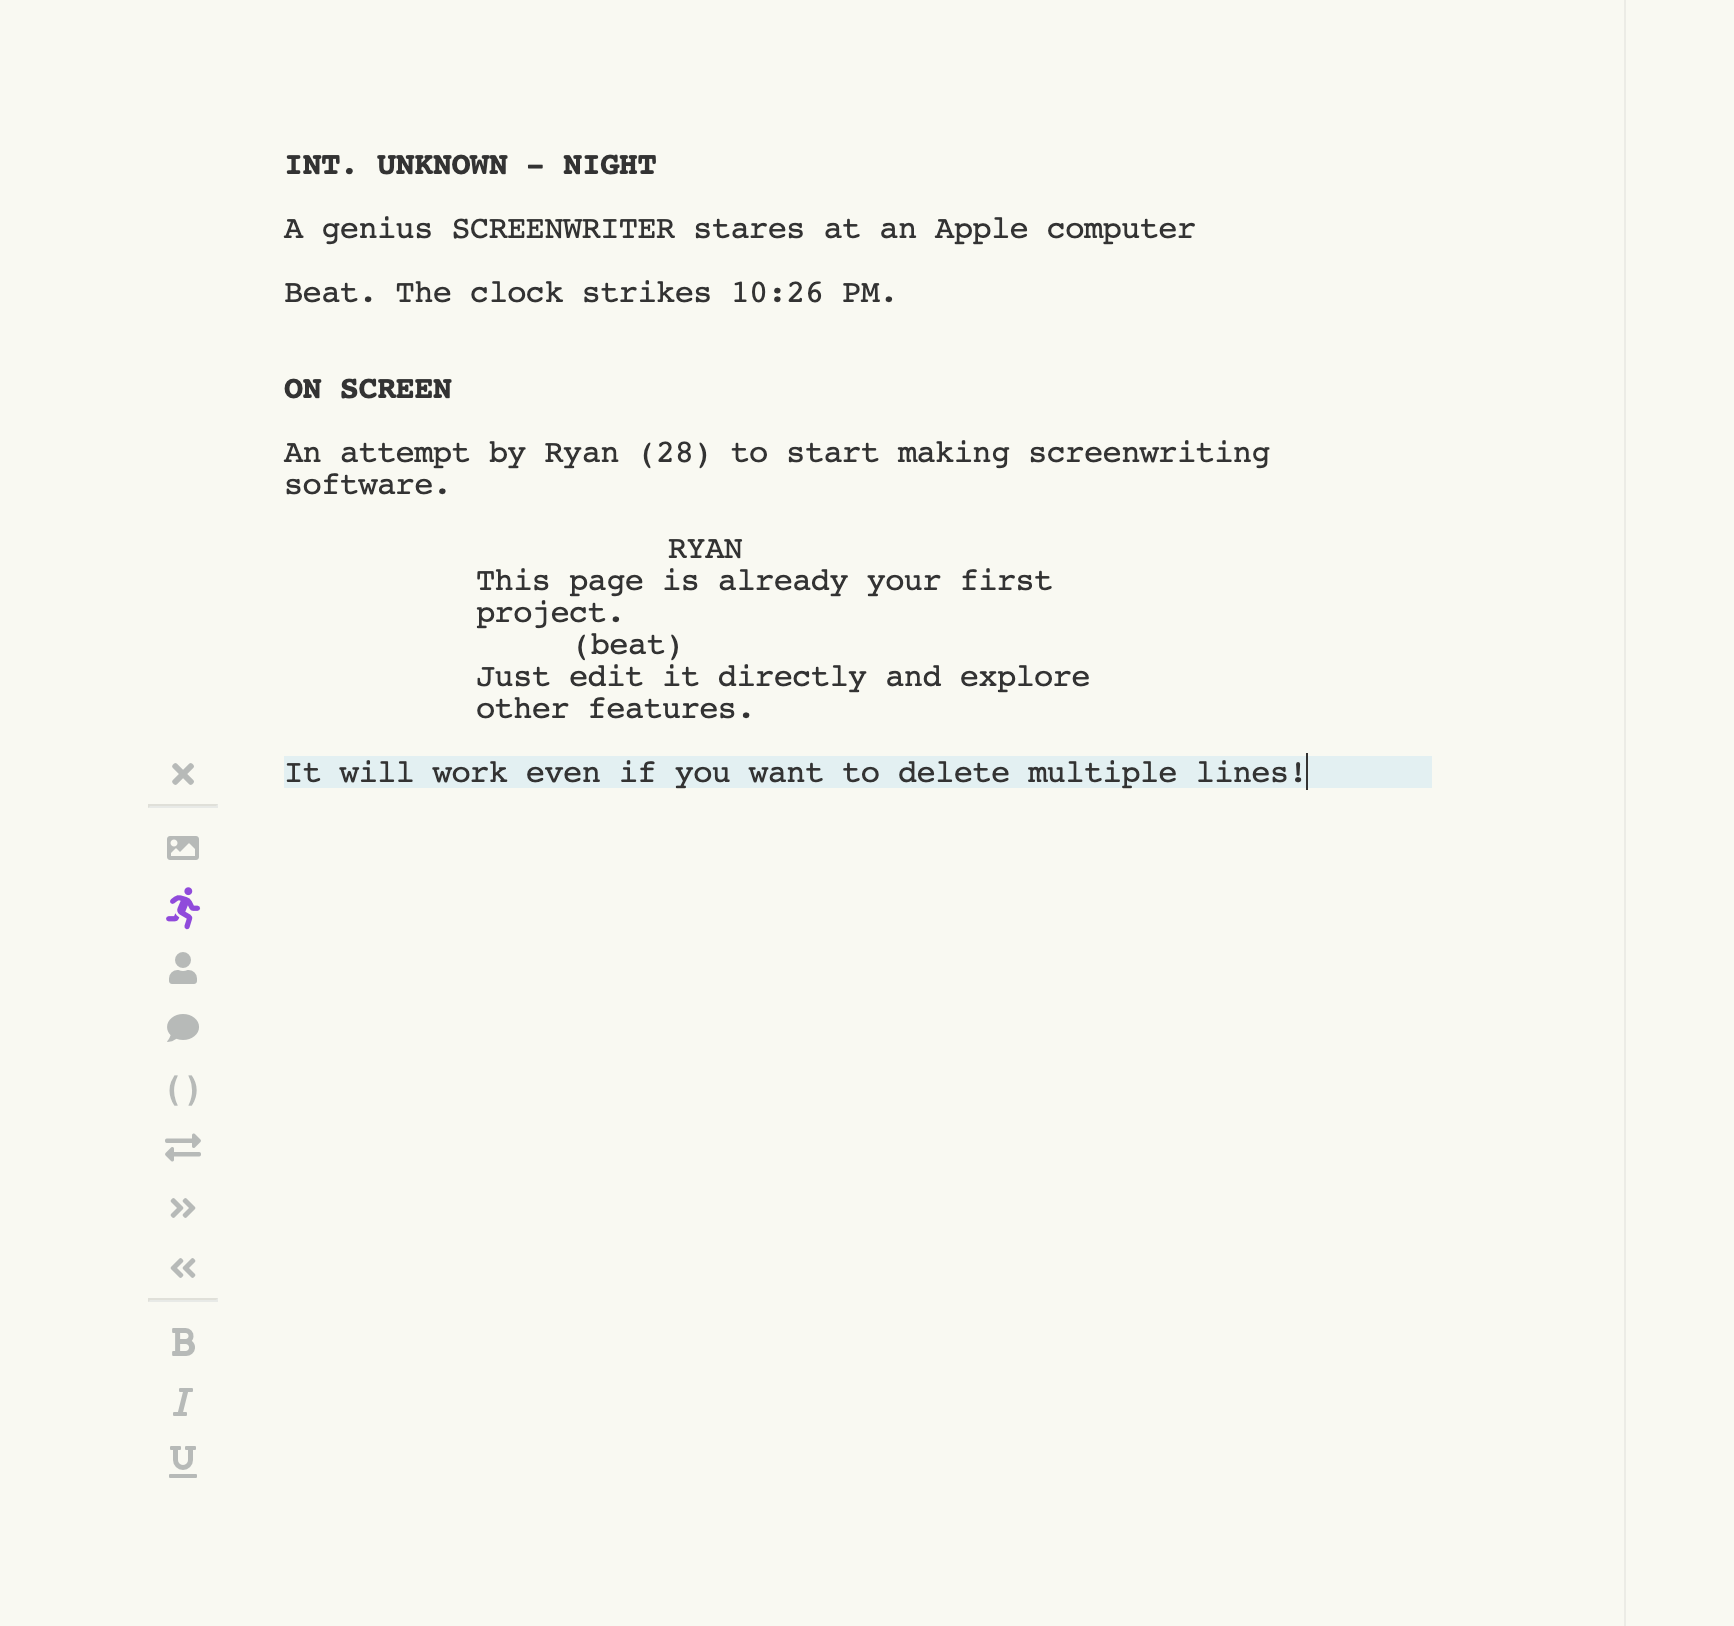 INT. UNKNOWN – NIGHT
A genius SCREENWRITER stares at an Apple computer
Beat. The clock strikes 10:26 PM.
ON SCREEN
An attempt by Ryan (28) to start making screenwriting
software.
RYAN
This page is already your first
project.
(beat)
Just edit it directly and explore
other features.
It will work even if you want to delete multiple lines!
()
B
I
U